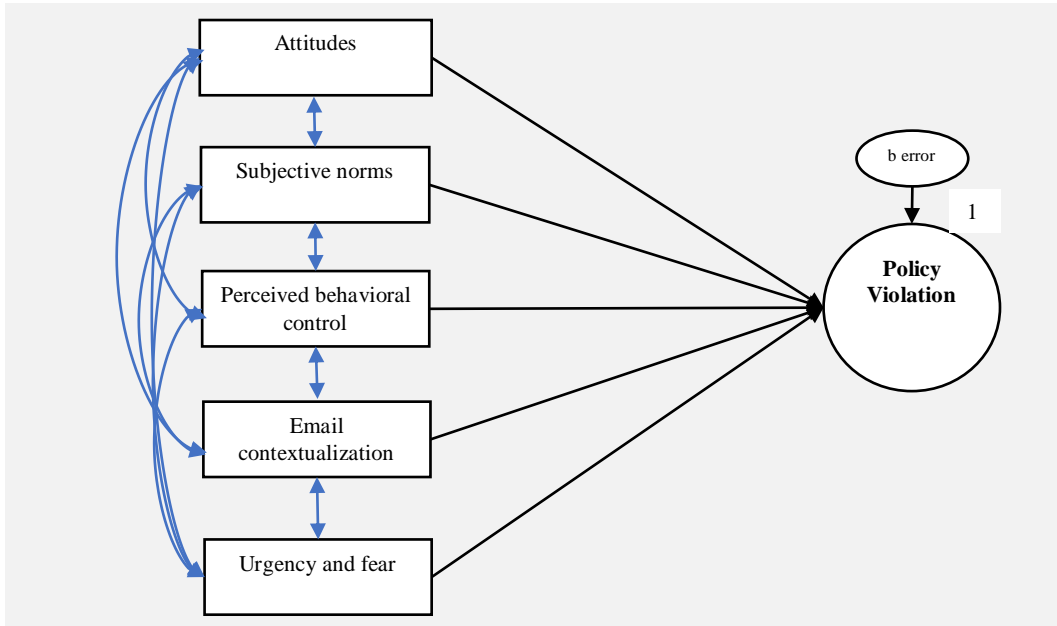 Attitudes
Subjective norms
Perceived behavioral
control
Email
contextualization
Urgency and fear
b error
1
Policy
Violation